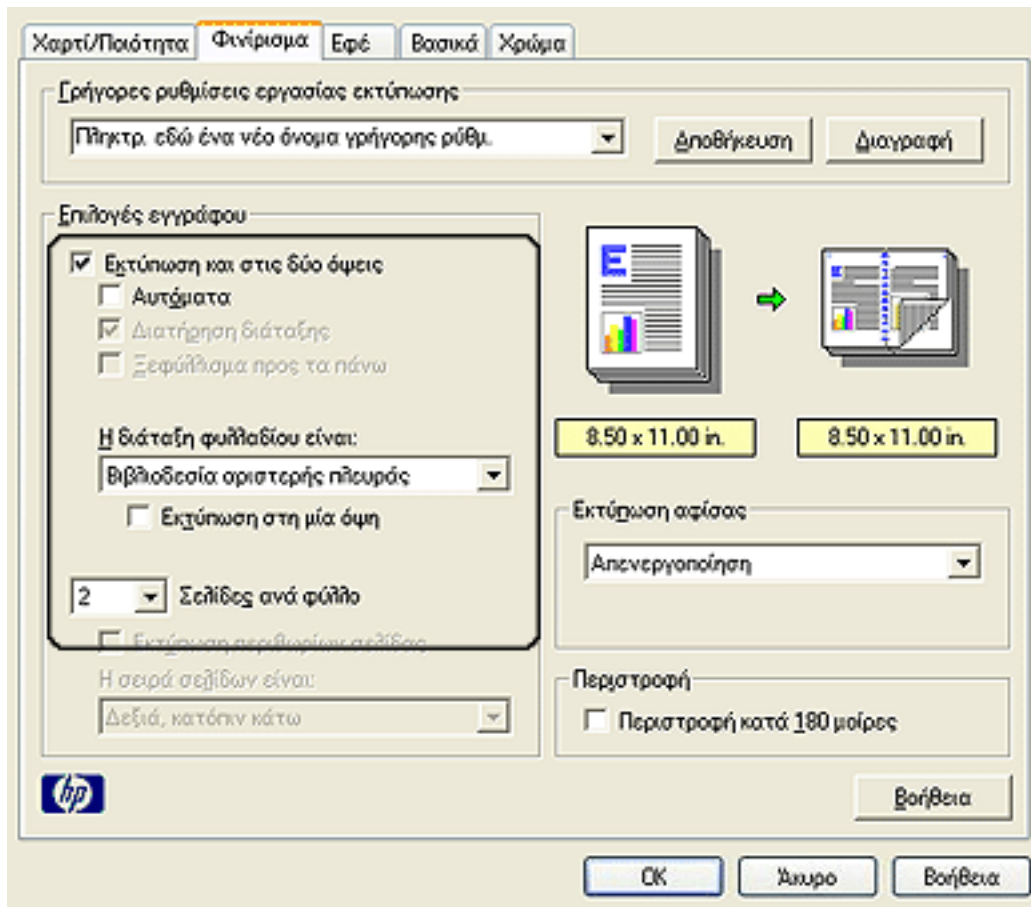 Χαρτί/Ποιότητα Φινίρισμα Εφέ Βασικά Χρώμα
Γρήγορες ρυθμίσεις εργασίας εκτύπωσης
Πληκτρ. εδώ ένα νέο όνομα γρήγορης ρύθμ. Αποθήκευση Διαγραφή
Επιλογές εγγράφου
Εκτύπωση και στις δύο όψεις
Αυτόματα
Διατήρηση διάταξης
Ξεφύλλισμα προς τα πάνω
Η διάταξη φυλλαδίου είναι:
Βιβλιοδεσία αριστερής πλευράς
Εκτύπωση στη μία όψη
2 Σελίδες ανά φύλλο
Εκτύπωση περιθωρίων σελίδας
Η σειρά σελίδων είναι:
Δεξιά, κατόπιν κάτω
E
8.50 x 11.00 in. 8.50 x 11.00 in.
Εκτύπωση αφίσας
Απενεργοποίηση
Περιστροφή
Περιστροφή κατά 180 μοίρες
hp
Βοήθεια
OK Άκυρο Βοήθεια